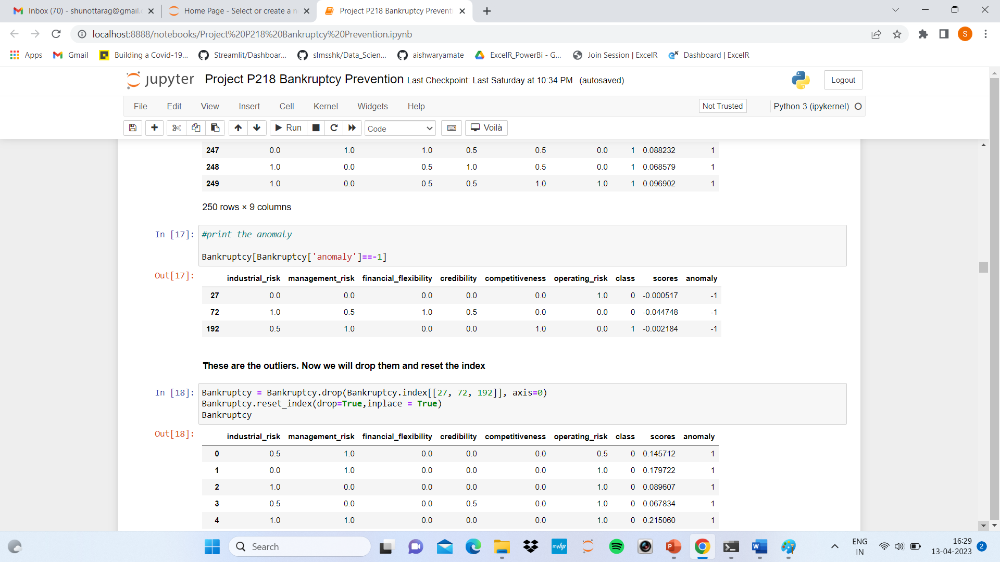 Inbox (70) - shunottarag@gmail.c
Home Page - Select or create a n
Project P218 Bankruptcy Preventi
localhost:8888/notebooks/Project%20P218%20Bankruptcy%20Prevention.ipynb
S
Apps Gmail Building a Covid-19... Streamlit/Dashboar... slmsshk/Data_Scien... aishwaryamate ExcelR_PowerBi - G... Join Session | ExcelR Dashboard | ExcelR
jupyter Project P218 Bankruptcy Prevention Last Checkpoint: Last Saturday at 10:34 PM (autosaved) Logout
File Edit View Insert Cell Kernel Widgets Help Not Trusted Python 3 (ipykernel)
Run Code Voilà
247 0.0 1.0 1.0 0.5 0.5 0.0 1 0.088232 1
248 1.0 0.0 0.5 1.0 0.5 0.0 1 0.068579 1
249 1.0 0.0 0.5 0.5 1.0 1.0 1 0.096902 1
250 rows × 9 columns
In [17]: #print the anomaly
Bankruptcy[Bankruptcy['anomaly']==-1]
Out[17]:
industrial_risk management_risk financial_flexibility credibility competitiveness operating_risk class scores anomaly
27 0.0 0.0 0.0 0.0 0.0 1.0 0 -0.000517 -1
72 1.0 0.5 1.0 0.5 0.0 0.0 0 -0.044748 -1
192 0.5 1.0 0.0 0.0 1.0 0.0 1 -0.002184 -1
These are the outliers. Now we will drop them and reset the index
In [18]: Bankruptcy = Bankruptcy.drop(Bankruptcy.index[[27, 72, 192]], axis=0)
Bankruptcy.reset_index(drop=True,inplace = True)
Bankruptcy
Out[18]:
industrial_risk management_risk financial_flexibility credibility competitiveness operating_risk class scores anomaly
0 0.5 1.0 0.0 0.0 0.0 0.5 0 0.145712 1
1 0.0 1.0 0.0 0.0 0.0 1.0 0 0.179722 1
2 1.0 0.0 0.0 0.0 0.0 1.0 0 0.089607 1
3 0.5 0.0 0.0 0.5 0.0 1.0 0 0.067834 1
4 1.0 1.0 0.0 0.0 0.0 1.0 0 0.215060 1
Search
myhp
P
W
ENG
IN
16:29
13-04-2023
2